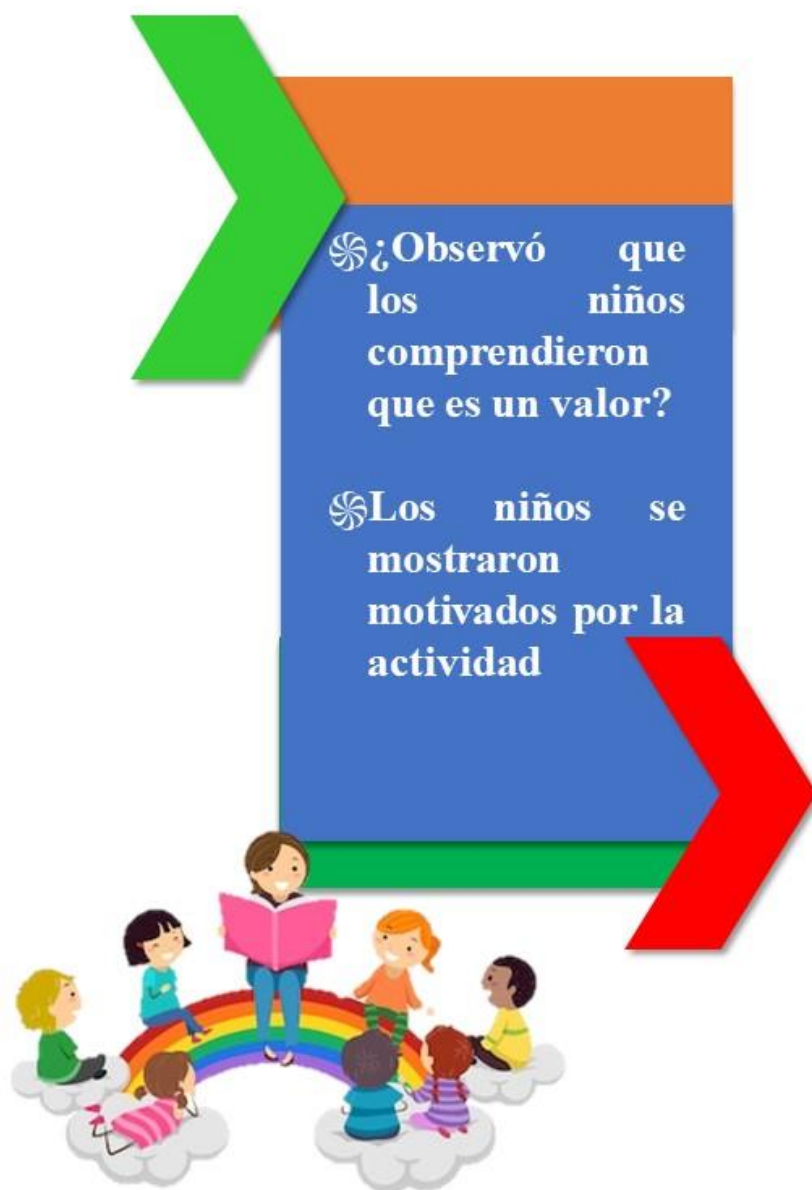 ¿Observó que
los niños
comprendieron
que es un valor?
Los niños se
mostraron
motivados por la
actividad